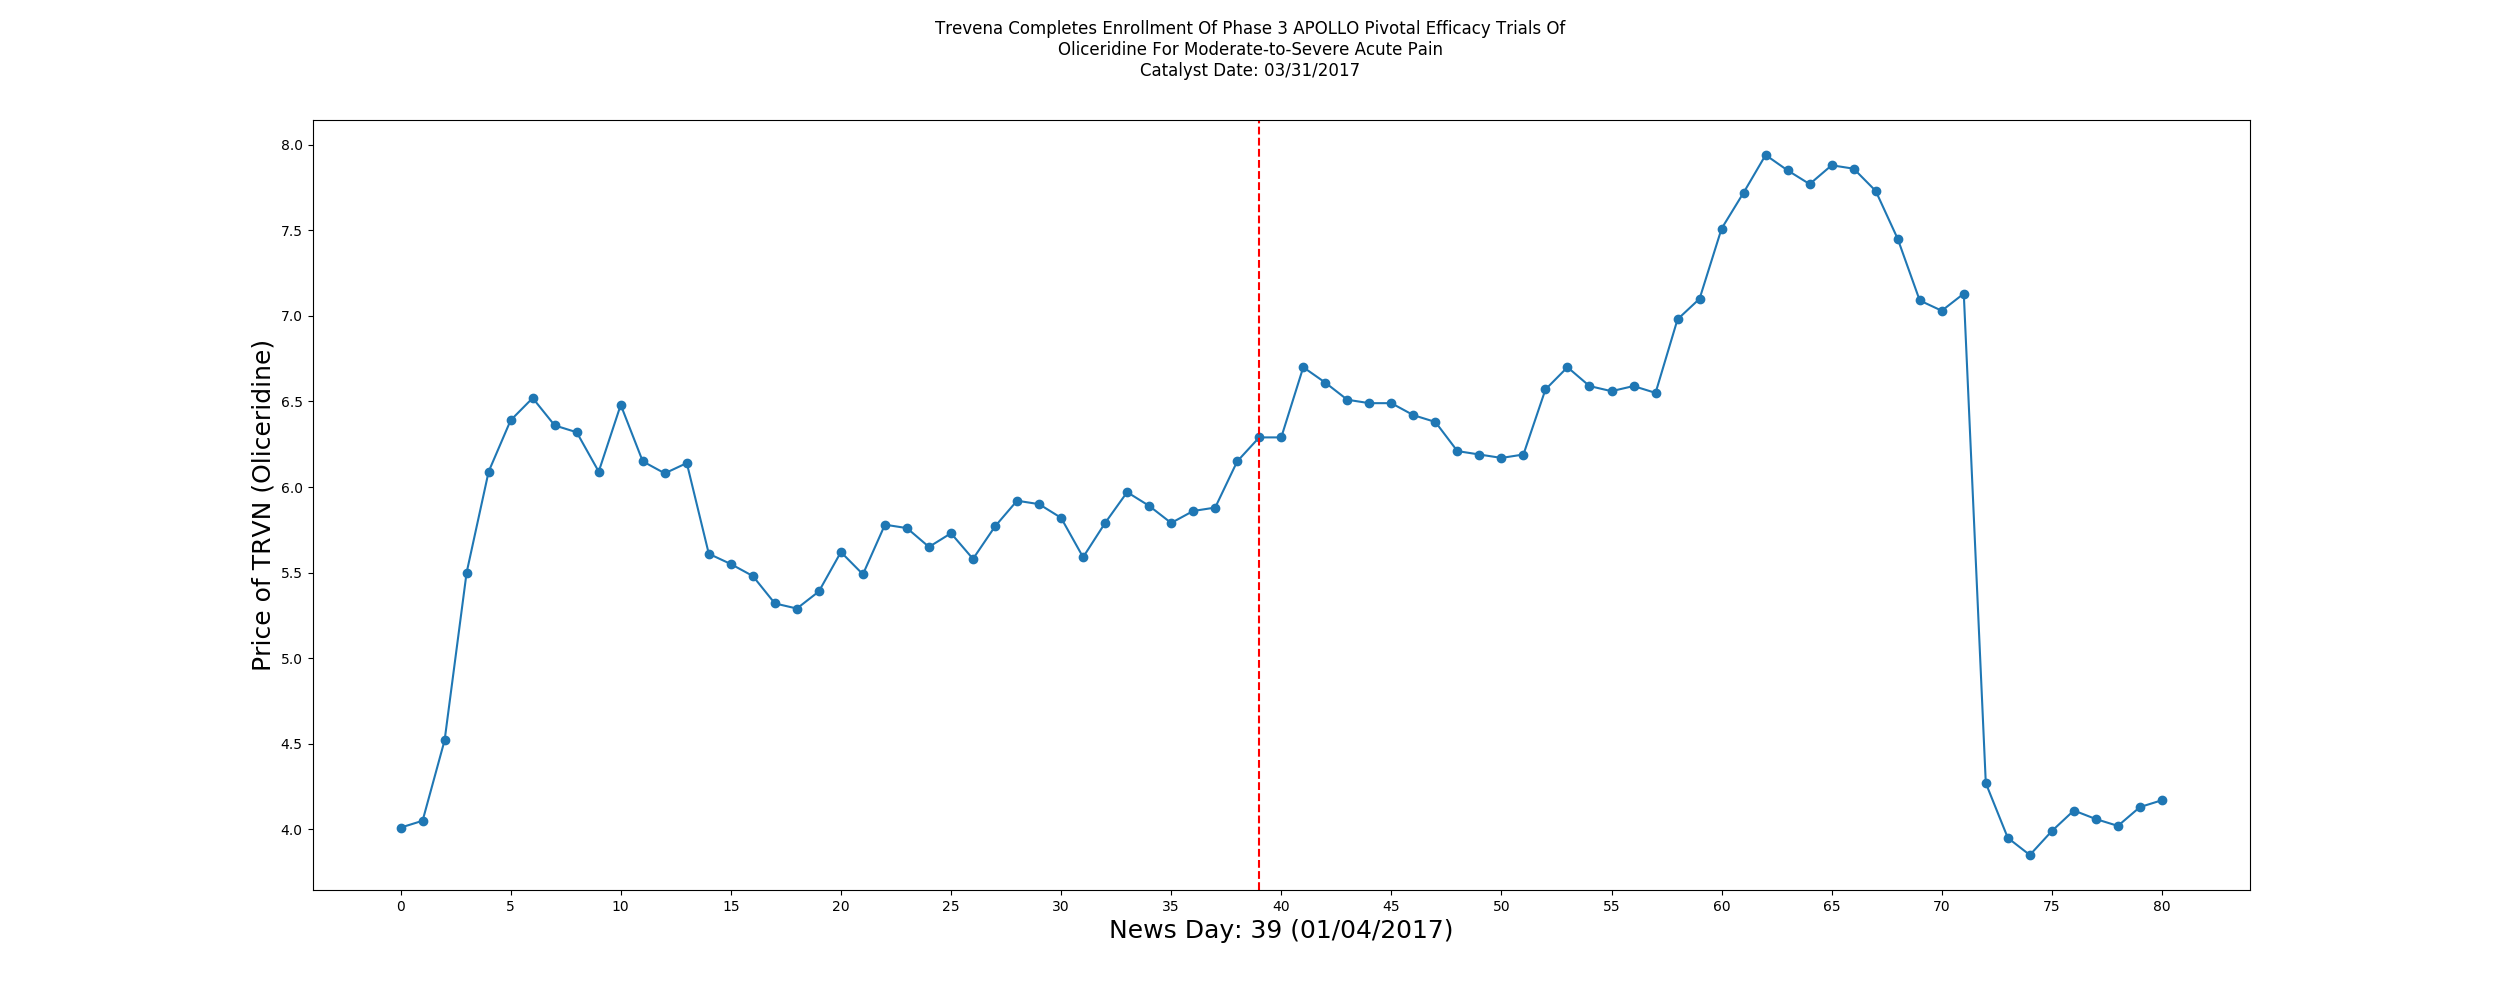 Trevena Completes Enrollment Of Phase 3 APOLLO Pivotal Efficacy Trials Of
Oliceridine For Moderate-to-Severe Acute Pain
Catalyst Date: 03/31/2017
Price of TRVN (Oliceridine)
8.0
7.5
7.0
6.5
6.0
5.5
5.0
4.5
4.0
0 5 10 15 20 25 30 35 40 45 50 55 60 65 70 75 80
News Day: 39 (01/04/2017)